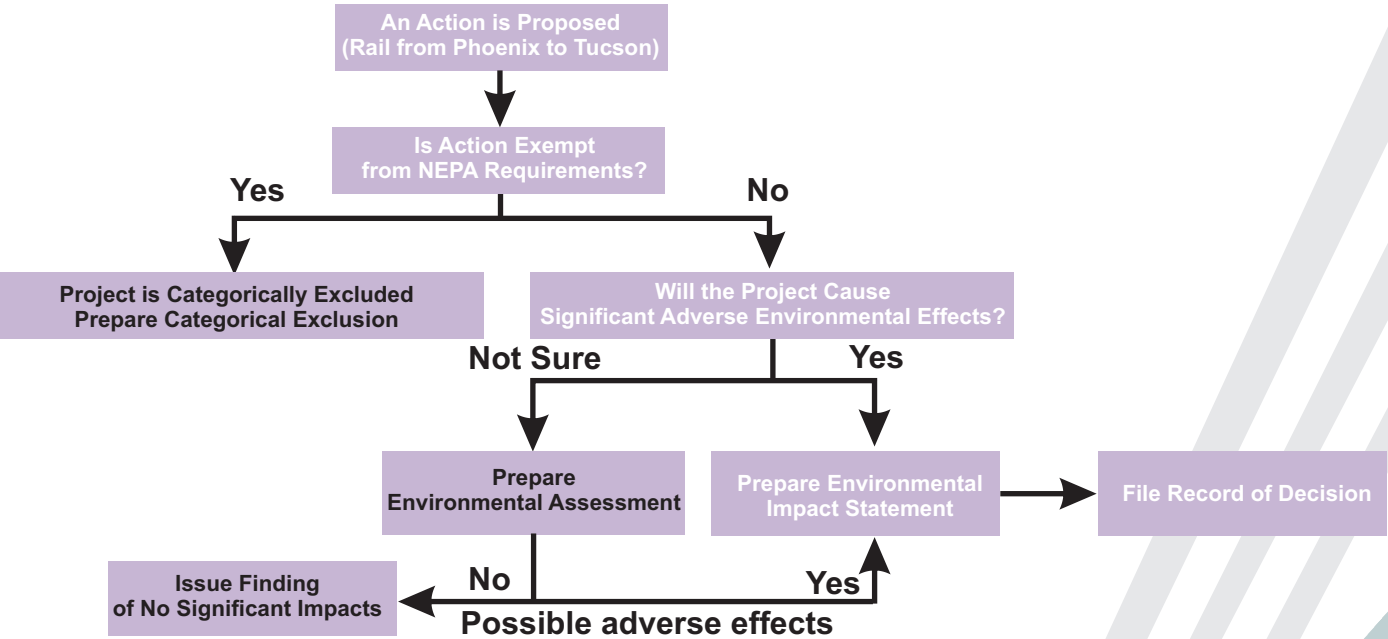 An Action is Proposed
(Rail from Phoenix to Tucson)
Is Action Exempt
from NEPA Requirements?
Yes
No
Project is Categorically Excluded
Prepare Categorical Exclusion
Will the Project Cause
Significant Adverse Environmental Effects?
Not Sure
Yes
Prepare
Environmental Assessment
Prepare Environmental
Impact Statement
File Record of Decision
Issue Finding
of No Significant Impacts
No
Yes
Possible adverse effects